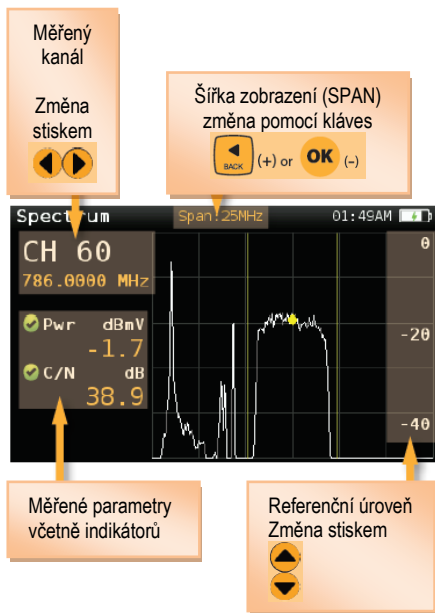 Měřený
kanál
Změna
stiskem
Šířka zobrazení (SPAN)
změna pomocí kláves
BACK (+) or OK (-)
Spectrum Span:25MHz 01:49AM
CH 60
786.0000 MHz
Pwr dBmV
-1.7
C/N dB
38.9
0
-20
-40
Měřené parametry
včetně indikátorů
Referenční úroveň
Změna stiskem